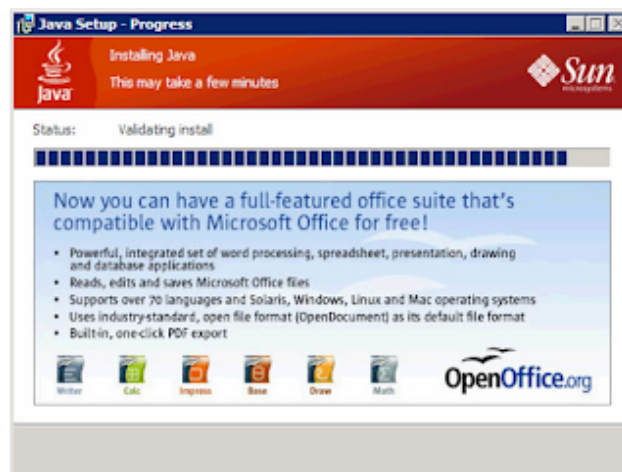 Java Setup - Progress
Installing Java
This may take a few minutes
Java
Sun
microsystems
Status: Validating install
Now you can have a full-featured office suite that's
compatible with Microsoft Office for free!
• Powerful, integrated set of word processing, spreadsheet, presentation, drawing
and database applications
• Reads, edits and saves Microsoft Office files
• Supports over 70 languages and Solaris, Windows, Linux and Mac operating systems
• Uses industry-standard, open file format (OpenDocument) as its default file format
• Built-in, one-click PDF export
Writer Calc Impress Base Draw Math
OpenOffice.org